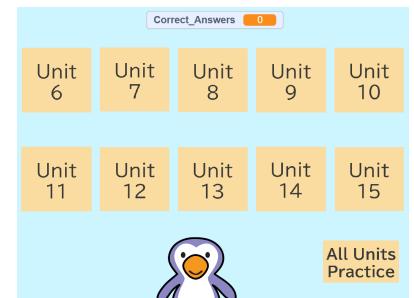 Correct_Answers 0
Unit 6
Unit 7
Unit 8
Unit 9
Unit 10
Unit 11
Unit 12
Unit 13
Unit 14
Unit 15
All Units
Practice